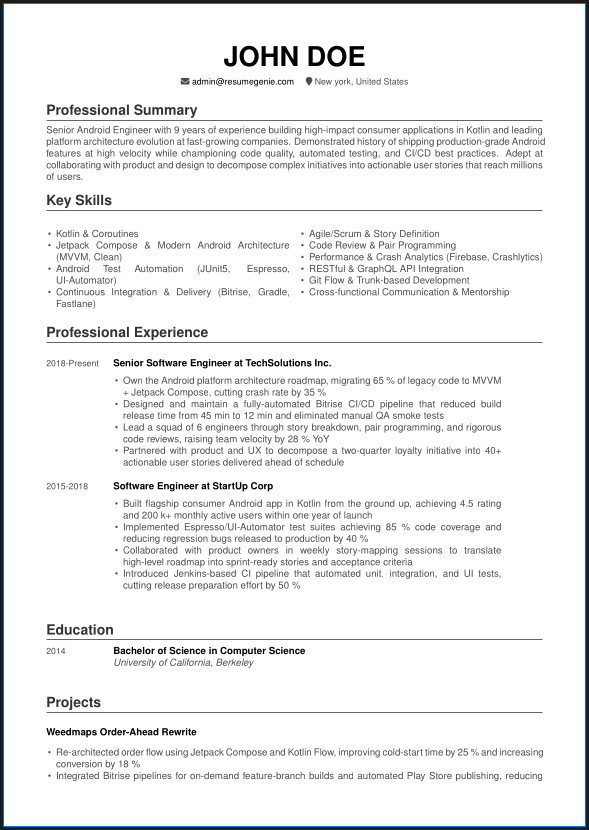 JOHN DOE
admin@resumegenie.com New york, United States
Professional Summary
Senior Android Engineer with 9 years of experience building high-impact consumer applications in Kotlin and leading
platform architecture evolution at fast-growing companies. Demonstrated history of shipping production-grade Android
features at high velocity while championing code quality, automated testing, and CI/CD best practices. Adept at
collaborating with product and design to decompose complex initiatives into actionable user stories that reach millions
of users.
Key Skills
• Kotlin & Coroutines
• Jetpack Compose & Modern Android Architecture
(MVVM, Clean)
• Android Test Automation (JUnit5, Espresso,
UI-Automator)
• Continuous Integration & Delivery (Bitrise, Gradle,
Fastlane)
• Agile/Scrum & Story Definition
• Code Review & Pair Programming
• Performance & Crash Analytics (Firebase, Crashlytics)
• RESTful & GraphQL API Integration
• Git Flow & Trunk-based Development
• Cross-functional Communication & Mentorship
Professional Experience
2018-Present Senior Software Engineer at TechSolutions Inc.
• Own the Android platform architecture roadmap, migrating 65 % of legacy code to MVVM
+ Jetpack Compose, cutting crash rate by 35 %
• Designed and maintain a fully-automated Bitrise CI/CD pipeline that reduced build
release time from 45 min to 12 min and eliminated manual QA smoke tests
• Lead a squad of 6 engineers through story breakdown, pair programming, and rigorous
code reviews, raising team velocity by 28 % YoY
• Partnered with product and UX to decompose a two-quarter loyalty initiative into 40+
actionable user stories delivered ahead of schedule
2015-2018 Software Engineer at StartUp Corp
• Built flagship consumer Android app in Kotlin from the ground up, achieving 4.5 rating
and 200 k+ monthly active users within one year of launch
• Implemented Espresso/UI-Automator test suites achieving 85 % code coverage and
reducing regression bugs released to production by 40 %
• Collaborated with product owners in weekly story-mapping sessions to translate
high-level roadmap into sprint-ready stories and acceptance criteria
• Introduced Jenkins-based CI pipeline that automated unit, integration, and UI tests,
cutting release preparation effort by 50 %
Education
2014 Bachelor of Science in Computer Science
University of California, Berkeley
Projects
Weedmaps Order-Ahead Rewrite
• Re-architected order flow using Jetpack Compose and Kotlin Flow, improving cold-start time by 25 % and increasing
conversion by 18 %
• Integrated Bitrise pipelines for on-demand feature-branch builds and automated Play Store publishing, reducing